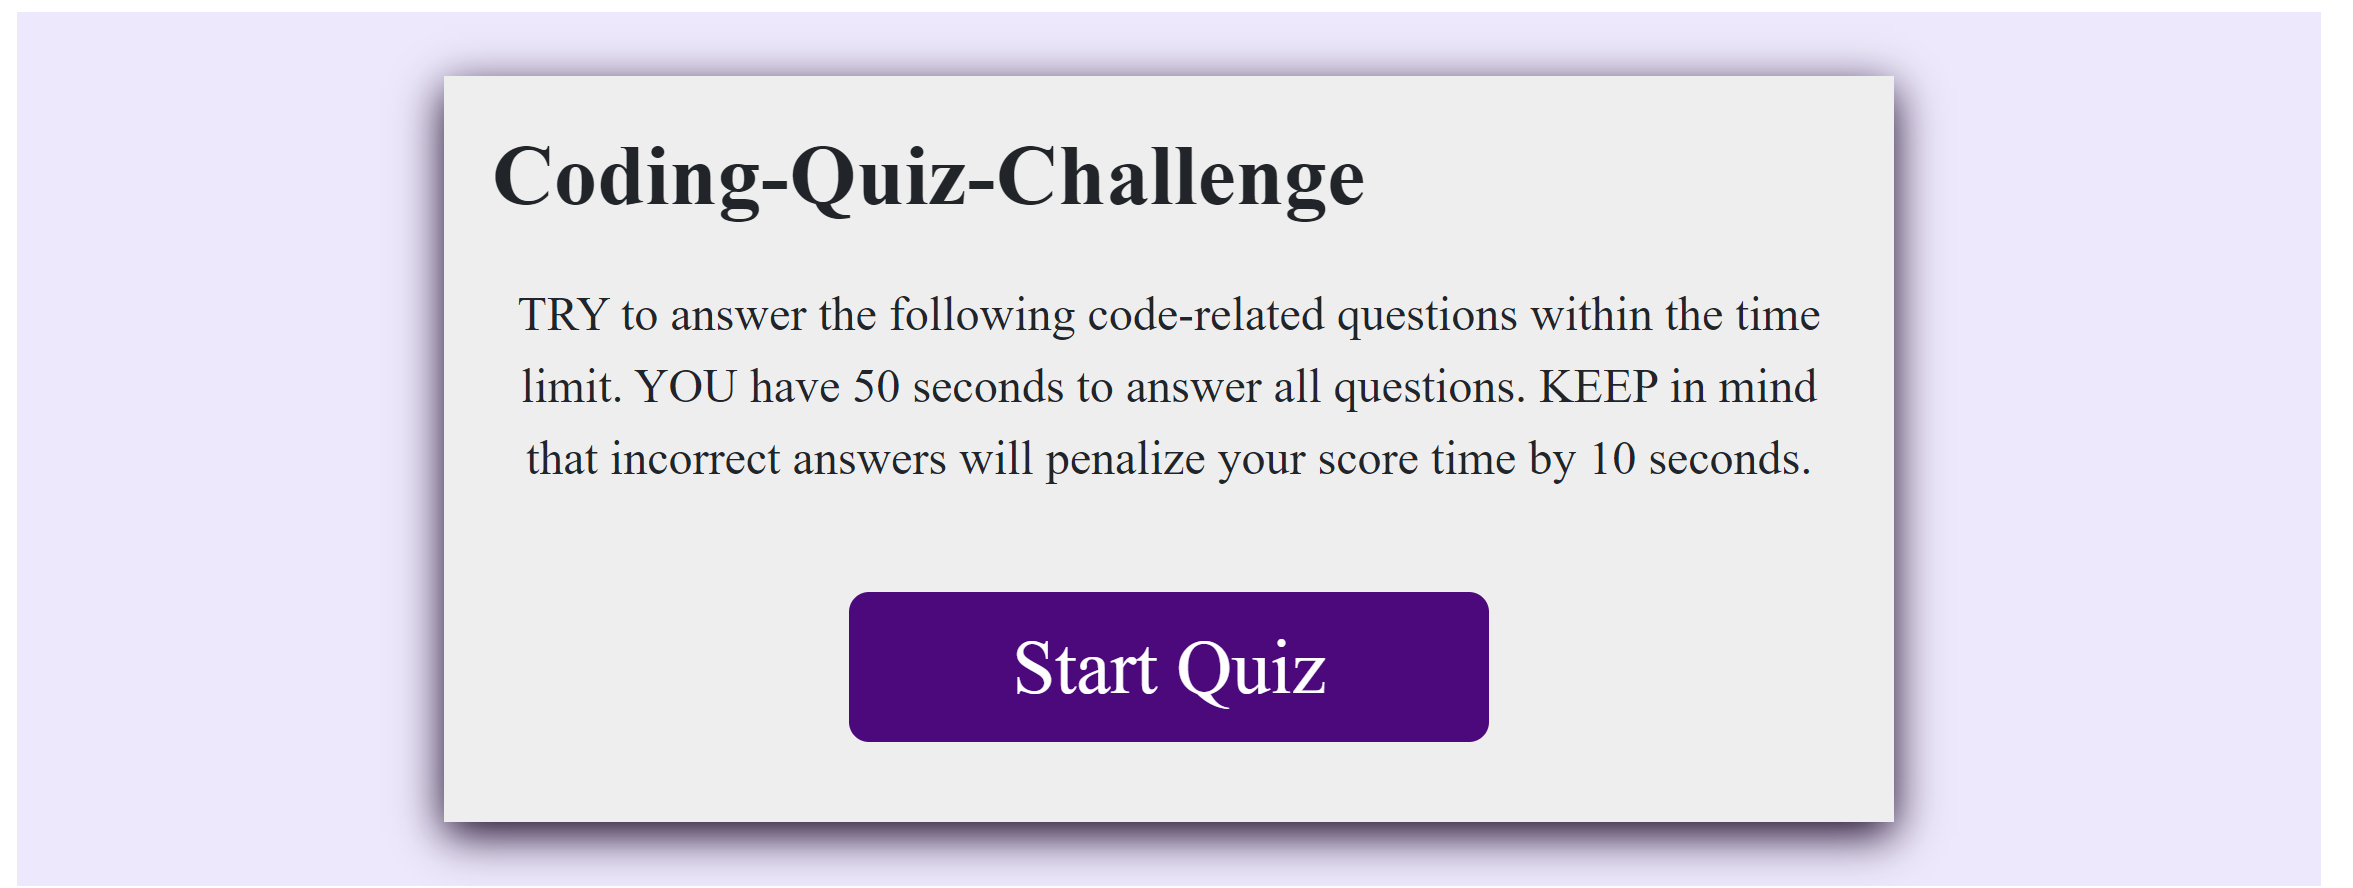 Coding-Quiz-Challenge
TRY to answer the following code-related questions within the time
limit. YOU have 50 seconds to answer all questions. KEEP in mind
that incorrect answers will penalize your score time by 10 seconds.
Start Quiz